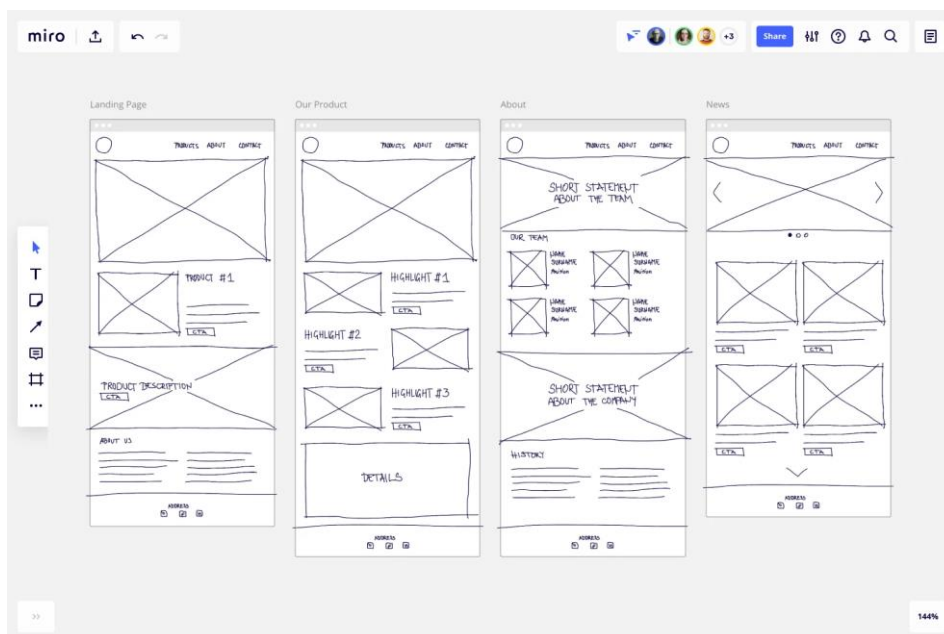 miro
+3
Share
Landing Page
PRODUCTS ABOUT CONTACT
PRODUCT #1
CTA
PRODUCT DESCRIPTION
CTA
ABOUT US
ADDRESS
Our Product
PRODUCTS ABOUT CONTACT
HIGHLIGHT #1
CTA
HIGHLIGHT #2
CTA
HIGHLIGHT #3
CTA
DETAILS
ADDRESS
About
PRODUCTS ABOUT CONTACT
SHORT STATEMENT
ABOUT THE TEAM
OUR TEAM
NAME
SURNAME
Position
NAME
SURNAME
Position
NAME
SURNAME
Position
NAME
SURNAME
Position
SHORT STATEMENT
ABOUT THE COMPANY
HISTORY
ADDRESS
News
PRODUCTS ABOUT CONTACT
CTA
CTA
CTA
CTA
ADDRESS
144%